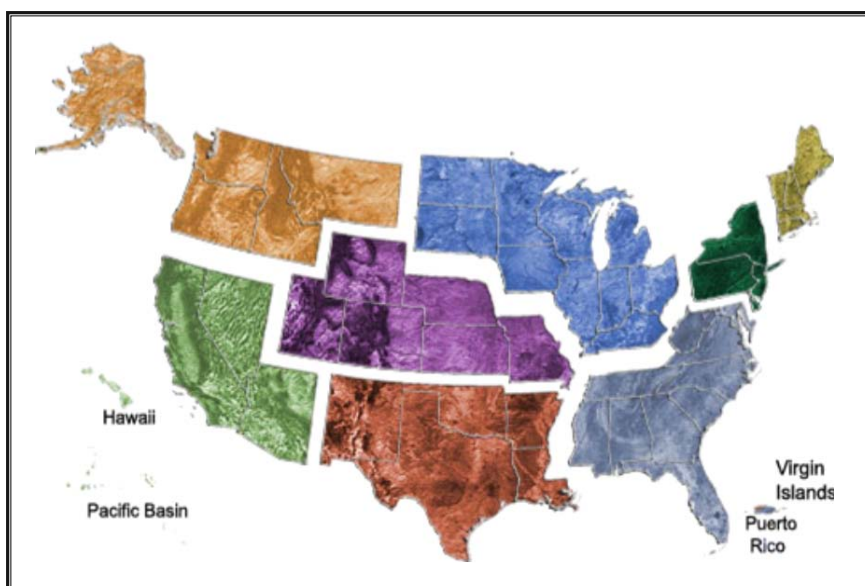 Hawaii
Pacific Basin
Virgin
Islands
Puerto
Rico